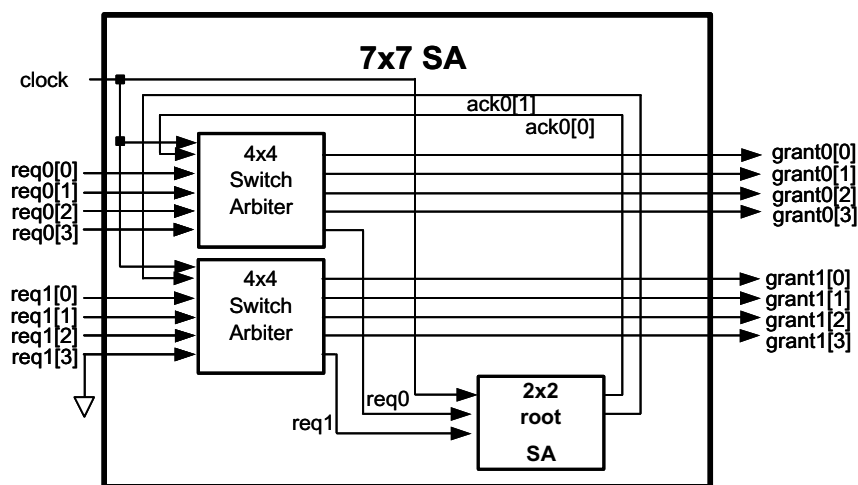 7x7 SA
clock
ack0[1]
ack0[0]
4x4
Switch
Arbiter
req0[0]
req0[1]
req0[2]
req0[3]
grant0[0]
grant0[1]
grant0[2]
grant0[3]
4x4
Switch
Arbiter
req1[0]
req1[1]
req1[2]
req1[3]
grant1[0]
grant1[1]
grant1[2]
grant1[3]
req0
req1
2x2
root
SA